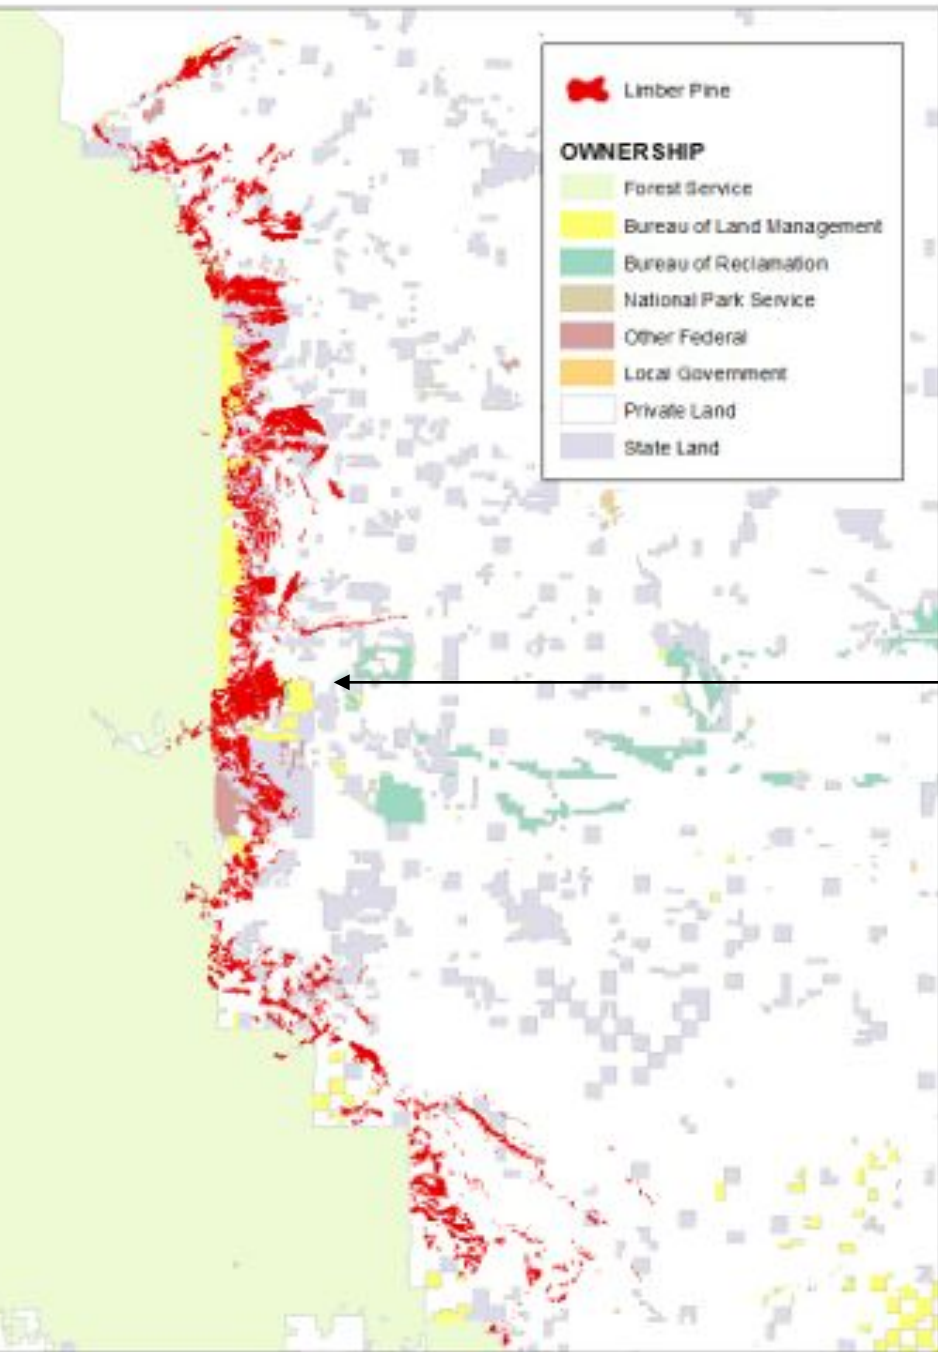 Limber Pine
OWNERSHIP
Forest Service
Bureau of Land Management
Bureau of Reclamation
National Park Service
Other Federal
Local Government
Private Land
State Land